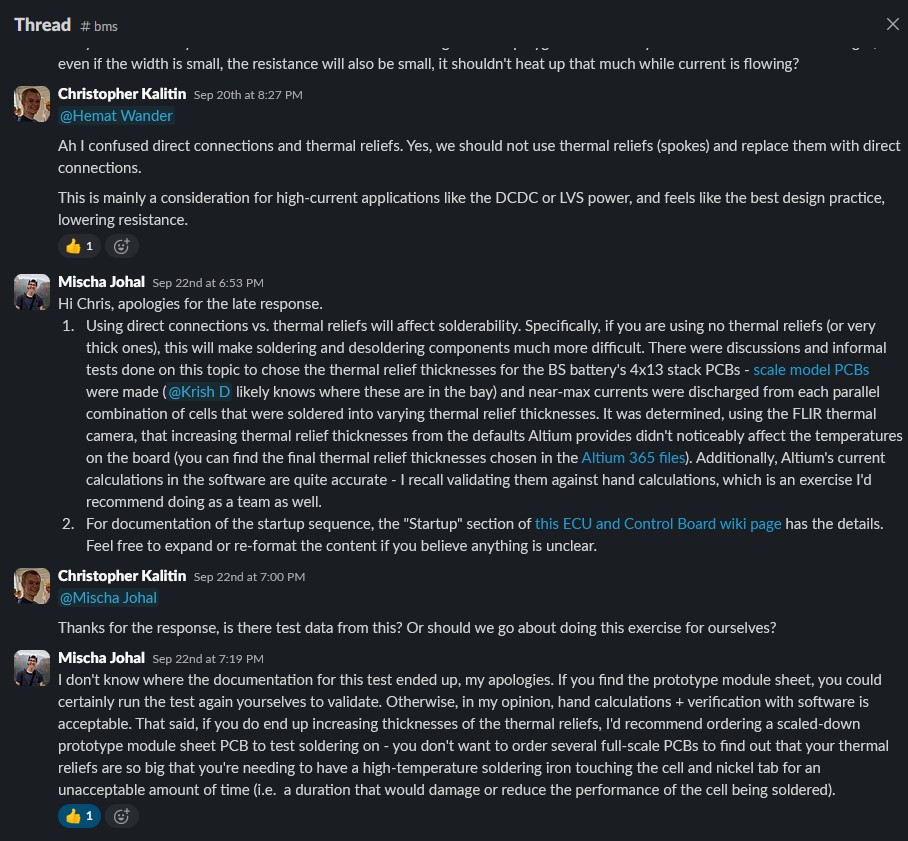 Thread # bms
even if the width is small, the resistance will also be small, it shouldn't heat up that much while current is flowing?
Christopher Kalitin Sep 20th at 8:27 PM
@Hemat Wander
Ah I confused direct connections and thermal reliefs. Yes, we should not use thermal reliefs (spokes) and replace them with direct
connections.
This is mainly a consideration for high-current applications like the DCDC or LVS power, and feels like the best design practice,
lowering resistance.
1
Mischa Johal Sep 22nd at 6:53 PM
Hi Chris, apologies for the late response.
1. Using direct connections vs. thermal reliefs will affect solderability. Specifically, if you are using no thermal reliefs (or very
thick ones), this will make soldering and desoldering components much more difficult. There were discussions and informal
tests done on this topic to chose the thermal relief thicknesses for the BS battery's 4x13 stack PCBs - scale model PCBs
were made (@Krish D likely knows where these are in the bay) and near-max currents were discharged from each parallel
combination of cells that were soldered into varying thermal relief thicknesses. It was determined, using the FLIR thermal
camera, that increasing thermal relief thicknesses from the defaults Altium provides didn't noticeably affect the temperatures
on the board (you can find the final thermal relief thicknesses chosen in the Altium 365 files). Additionally, Altium's current
calculations in the software are quite accurate - I recall validating them against hand calculations, which is an exercise I'd
recommend doing as a team as well.
2. For documentation of the startup sequence, the "Startup" section of this ECU and Control Board wiki page has the details.
Feel free to expand or re-format the content if you believe anything is unclear.
Christopher Kalitin Sep 22nd at 7:00 PM
@Mischa Johal
Thanks for the response, is there test data from this? Or should we go about doing this exercise for ourselves?
Mischa Johal Sep 22nd at 7:19 PM
I don't know where the documentation for this test ended up, my apologies. If you find the prototype module sheet, you could
certainly run the test again yourselves to validate. Otherwise, in my opinion, hand calculations + verification with software is
acceptable. That said, if you do end up increasing thicknesses of the thermal reliefs, I'd recommend ordering a scaled-down
prototype module sheet PCB to test soldering on - you don't want to order several full-scale PCBs to find out that your thermal
reliefs are so big that you're needing to have a high-temperature soldering iron touching the cell and nickel tab for an
unacceptable amount of time (i.e. a duration that would damage or reduce the performance of the cell being soldered).
1